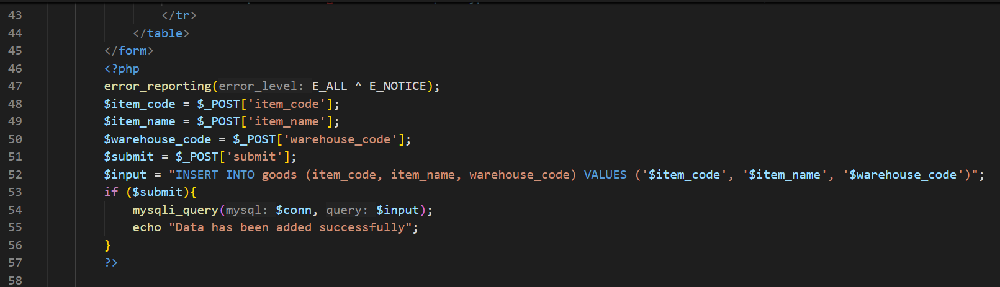 43 </tr>
44 </table>
45 </form>
46 <?php
47 error_reporting(error_level: E_ALL ^ E_NOTICE);
48 $item_code = $_POST['item_code'];
49 $item_name = $_POST['item_name'];
50 $warehouse_code = $_POST['warehouse_code'];
51 $submit = $_POST['submit'];
52 $input = "INSERT INTO goods (item_code, item_name, warehouse_code) VALUES ('$item_code', '$item_name', '$warehouse_code')";
53 if ($submit){
54 mysqli_query(mysql: $conn, query: $input);
55 echo "Data has been added successfully";
56 }
57 ?>
58